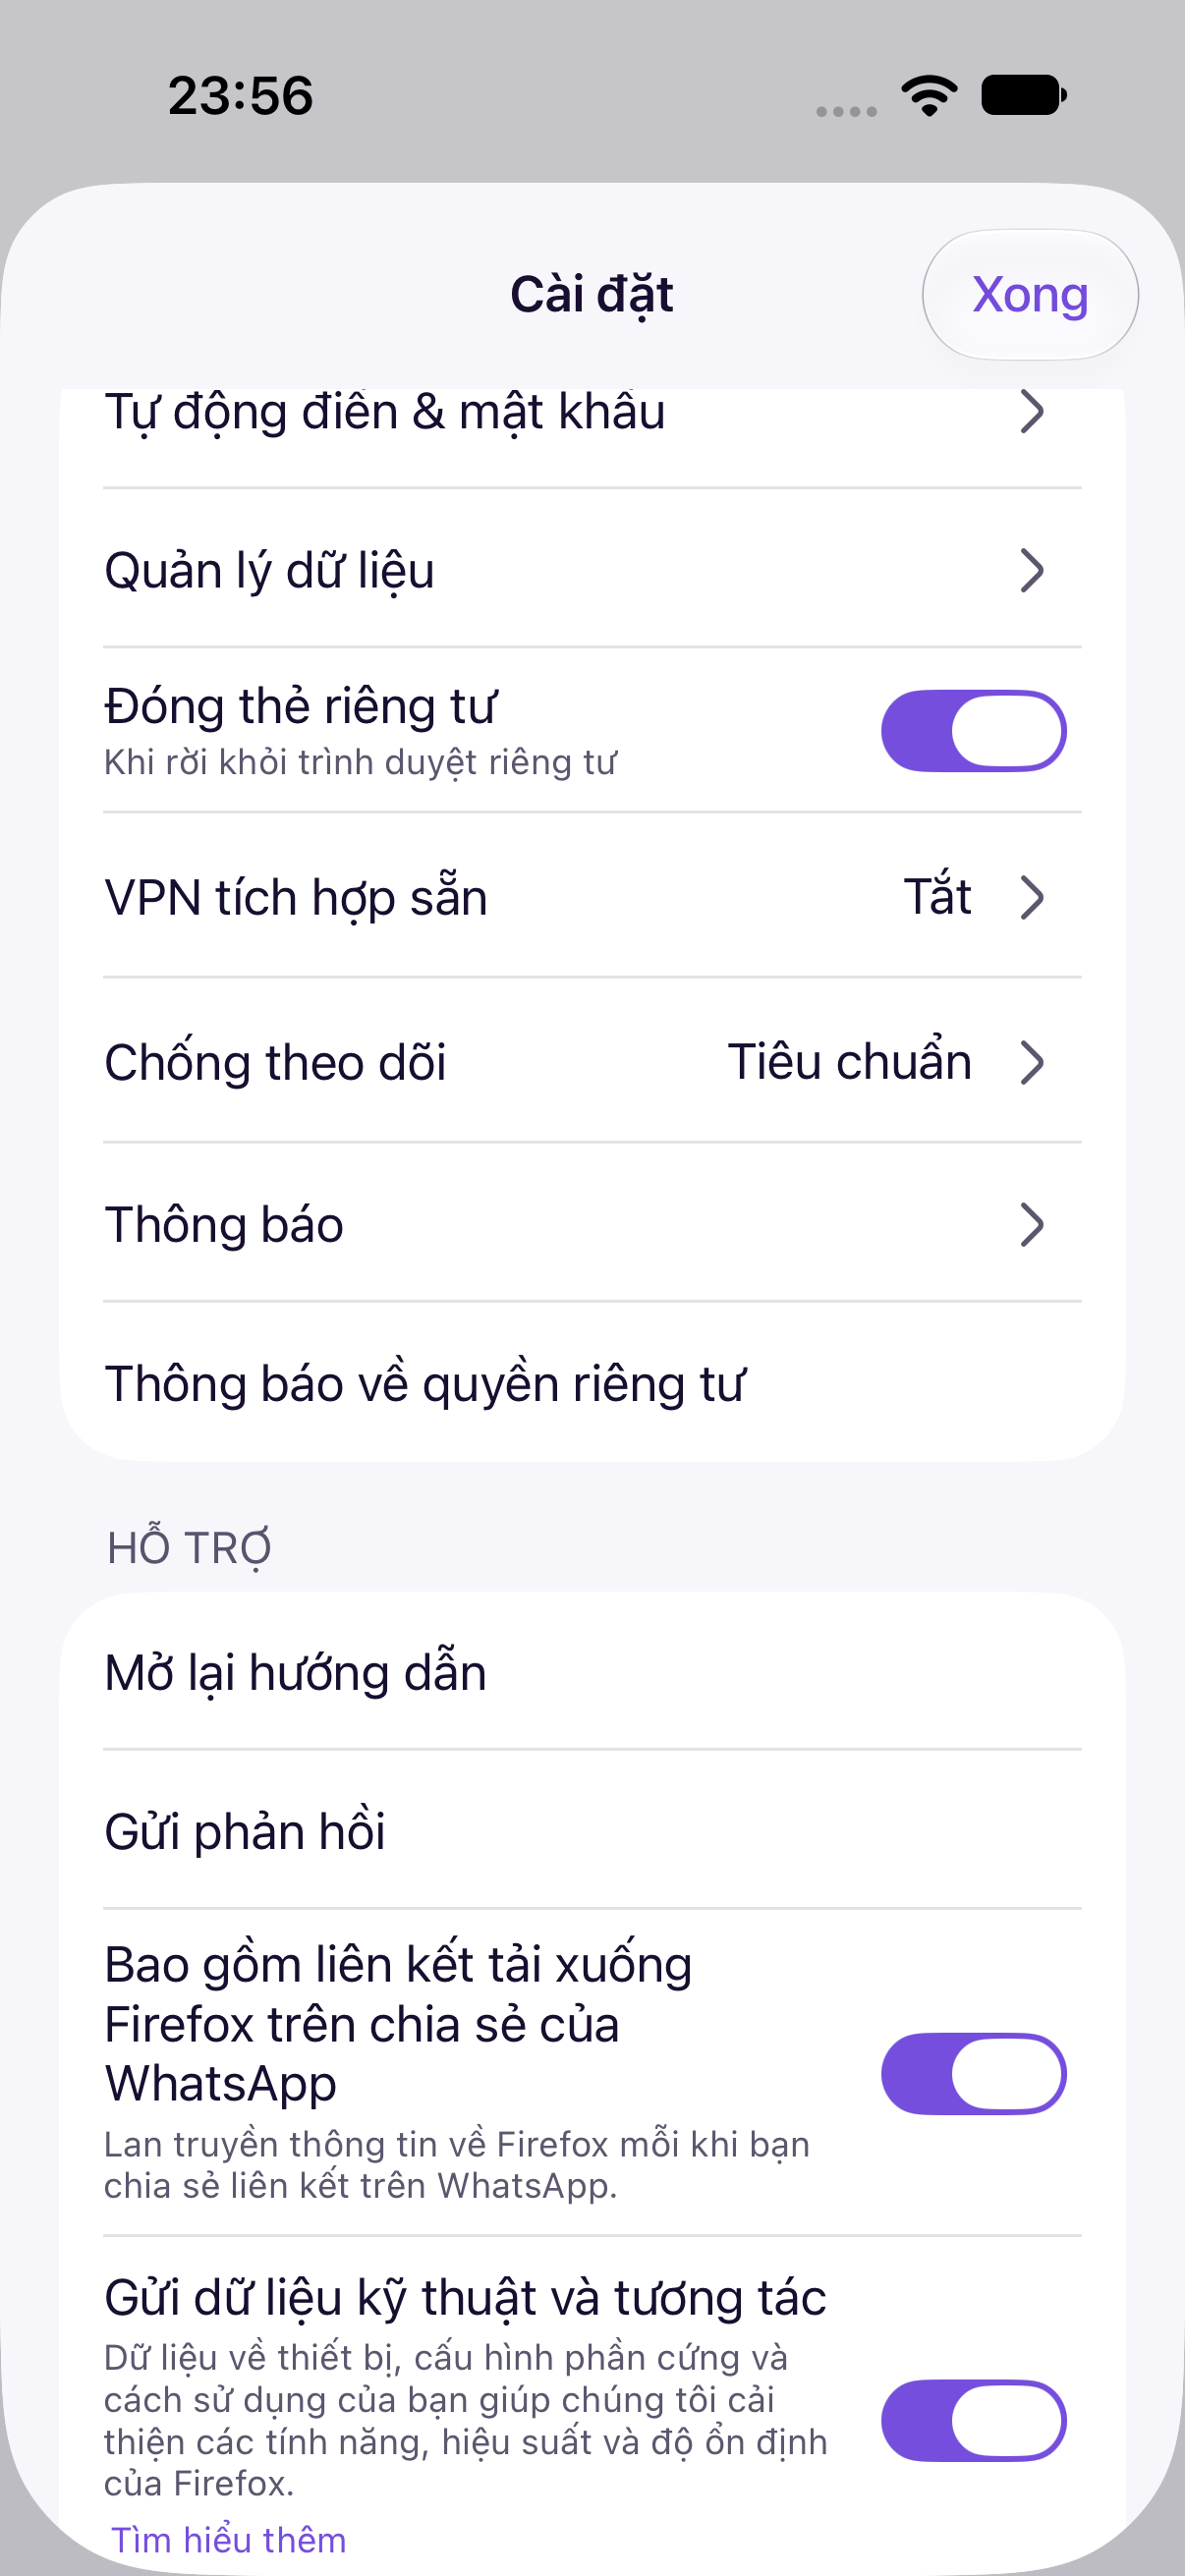 23:56
Cài đặt
Xong
Tự động điền & mật khẩu
Quản lý dữ liệu
Đóng thẻ riêng tư
Khi rời khỏi trình duyệt riêng tư
VPN tích hợp sẵn
Tắt
Chống theo dõi
Tiêu chuẩn
Thông báo
Thông báo về quyền riêng tư
HỖ TRỢ
Mở lại hướng dẫn
Gửi phản hồi
Bao gồm liên kết tải xuống
Firefox trên chia sẻ của
WhatsApp
Lan truyền thông tin về Firefox mỗi khi bạn
chia sẻ liên kết trên WhatsApp.
Gửi dữ liệu kỹ thuật và tương tác
Dữ liệu về thiết bị, cấu hình phần cứng và
cách sử dụng của bạn giúp chúng tôi cải
thiện các tính năng, hiệu suất và độ ổn định
của Firefox.
Tìm hiểu thêm